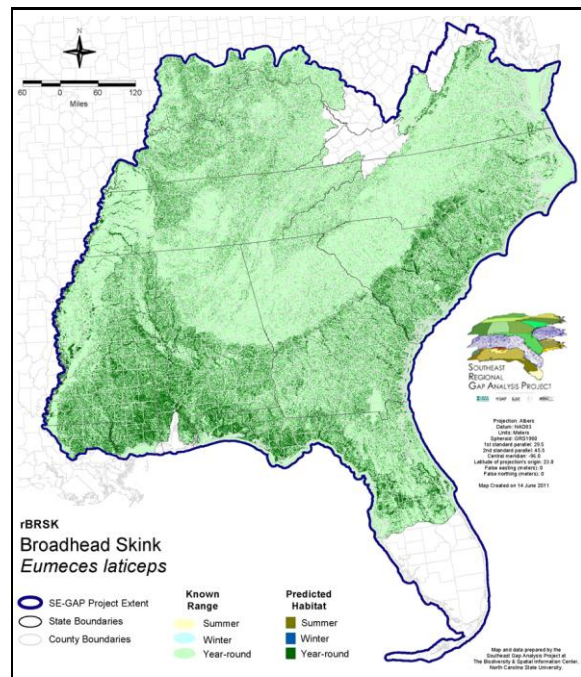 N
60 0 60 120
Miles
SOUTHEAST
REGIONAL
GAP ANALYSIS PROJECT
Projection: Albers
Datum: NAD83
Units: Meters
Spheroid: GRS1980
1st standard parallel: 29.5
2nd standard parallel: 45.5
Central meridian: -96.0
Latitude of projection's origin: 23.0
False easting (meters): 0
False northing (meters): 0
Map Created on 14 June 2011
rBRSK
Broadhead Skink
Eumeces laticeps
SE-GAP Project Extent
State Boundaries
County Boundaries
Known
Range
Summer
Winter
Year-round
Predicted
Habitat
Summer
Winter
Year-round
Map and data prepared by the
Southeast Gap Analysis Project at
The Biodiversity & Spatial Information Center,
North Carolina State University.